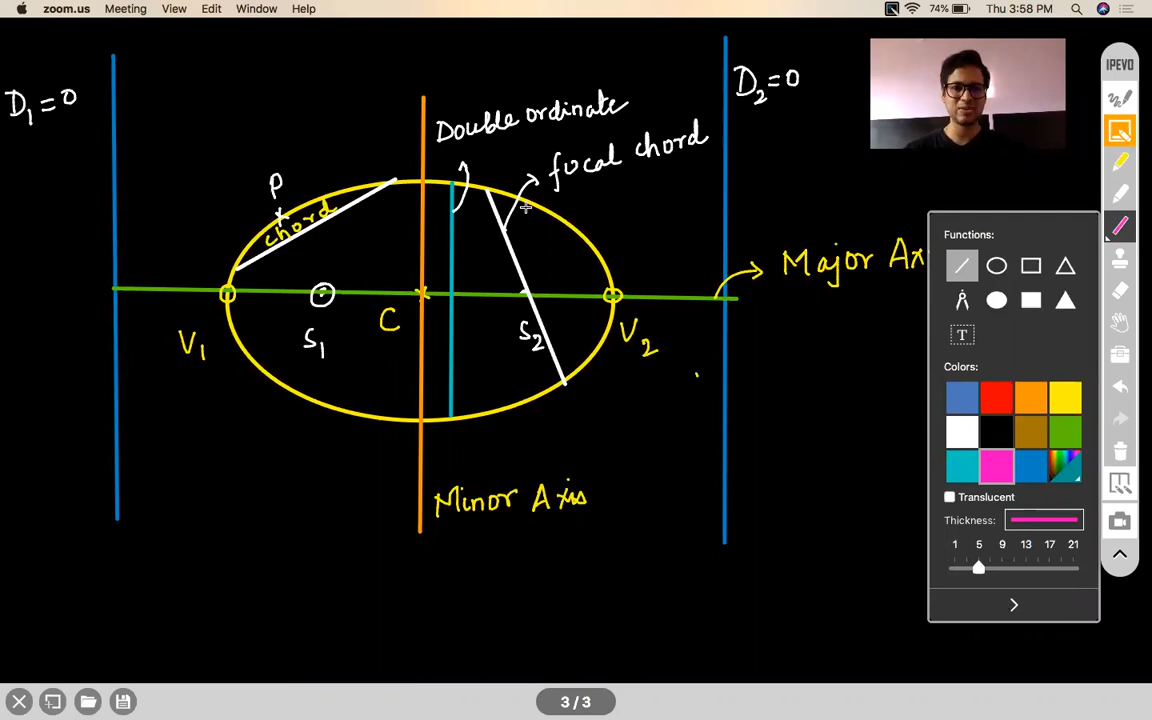 zoom.us Meeting View Edit Window Help 74% Thu 3:58 PM
IPEVO
D₁=0
D₂=0
Double ordinate
focal chord
P
chord
Major Ax
C
S₁
S₂
V₁
V₂
Minor Axis
Functions:
T
Colors:
Translucent
Thickness:
1 5 9 13 17 21
3/3